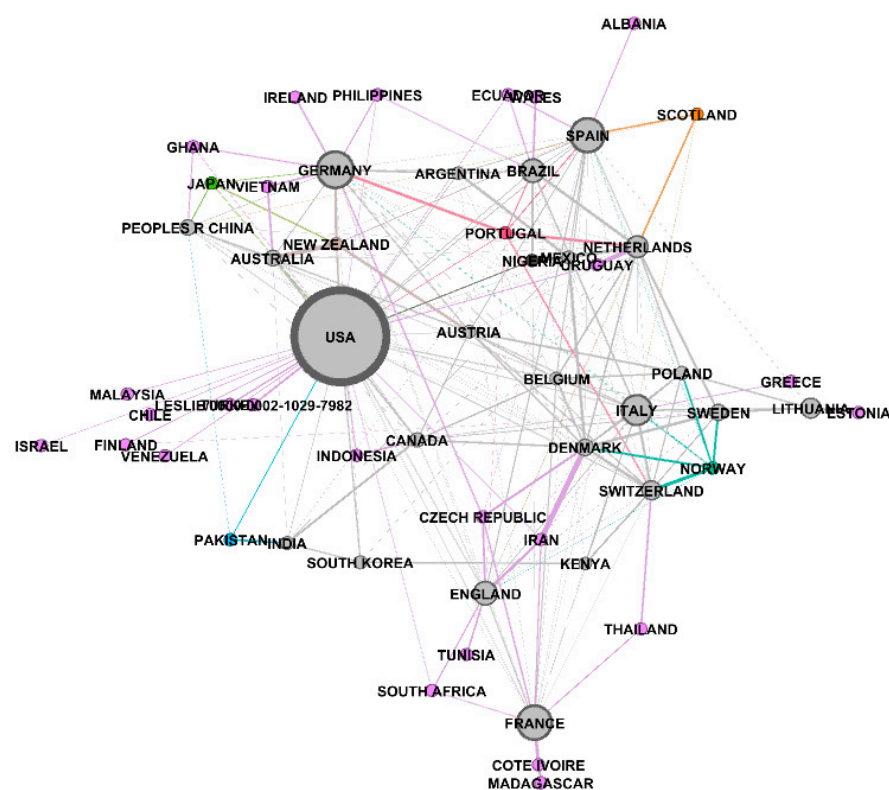 ALBANIA
IRELAND
PHILIPPINES
ECUADOR
WALES
SCOTLAND
SPAIN
GHANA
GERMANY
ARGENTINA
BRAZIL
JAPAN
VIETNAM
PEOPLES R CHINA
PORTUGAL
NEW ZEALAND
NETHERLANDS
AUSTRALIA
NIGERIA
MEXICO
URUGUAY
USA
AUSTRIA
BELGIUM
POLAND
GREECE
MALAYSIA
CHILE
ITALY
SWEDEN
LITHUANIA
ESTONIA
ISRAEL
FINLAND
VENEZUELA
CANADA
DENMARK
INDONESIA
NORWAY
SWITZERLAND
CZECH REPUBLIC
PAKISTAN
INDIA
IRAN
SOUTH KOREA
KENYA
ENGLAND
THAILAND
TUNISIA
SOUTH AFRICA
FRANCE
COTE IVOIRE
MADAGASCAR